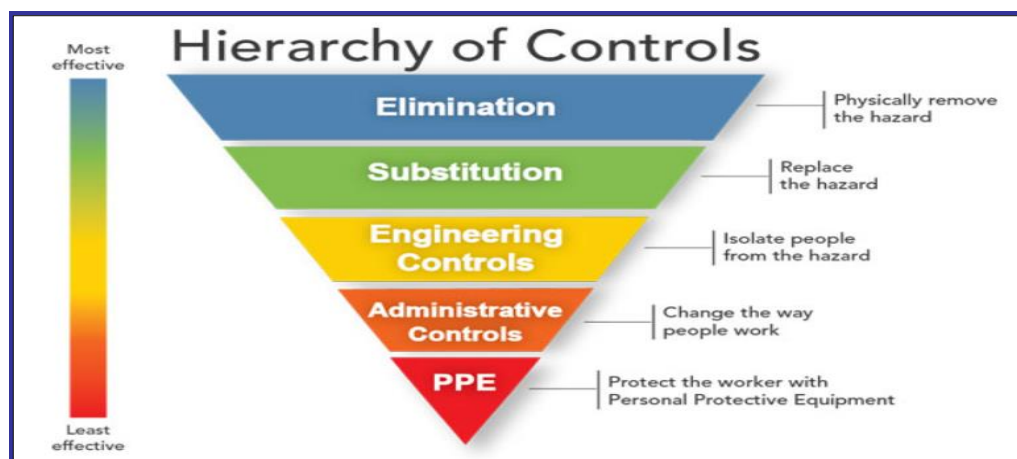 Hierarchy of Controls
Most
effective
Elimination
Physically remove
the hazard
Substitution
Replace
the hazard
Engineering
Controls
Isolate people
from the hazard
Administrative
Controls
Change the way
people work
PPE
Protect the worker with
Personal Protective Equipment
Least
effective